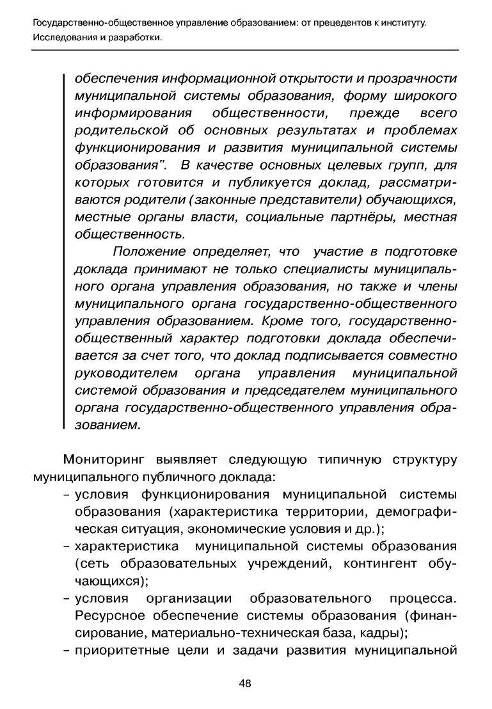 Государственно-общественное управление образованием: от прецедентов к институту.
Исследования и разработки.
обеспечения информационной открытости и прозрачности
муниципальной системы образования, форму широкого
информирования общественности, прежде всего
родительской об основных результатах и проблемах
функционирования и развития муниципальной системы
образования”. В качестве основных целевых групп, для
которых готовится и публикуется доклад, рассматри-
ваются родители (законные представители) обучающихся,
местные органы власти, социальные партнёры, местная
общественность.
Положение определяет, что участие в подготовке
доклада принимают не только специалисты муниципаль-
ного органа управления образования, но также и члены
муниципального органа государственно-общественного
управления образованием. Кроме того, государственно-
общественный характер подготовки доклада обеспечи-
вается за счет того, что доклад подписывается совместно
руководителем органа управления муниципальной
системой образования и председателем муниципального
органа государственно-общественного управления обра-
зованием.
Мониторинг выявляет следующую типичную структуру
муниципального публичного доклада:
– условия функционирования муниципальной системы
образования (характеристика территории, демографи-
ческая ситуация, экономические условия и др.);
– характеристика муниципальной системы образования
(сеть образовательных учреждений, контингент обу-
чающихся);
– условия организации образовательного процесса.
Ресурсное обеспечение системы образования (финан-
сирование, материально-техническая база, кадры);
– приоритетные цели и задачи развития муниципальной
48